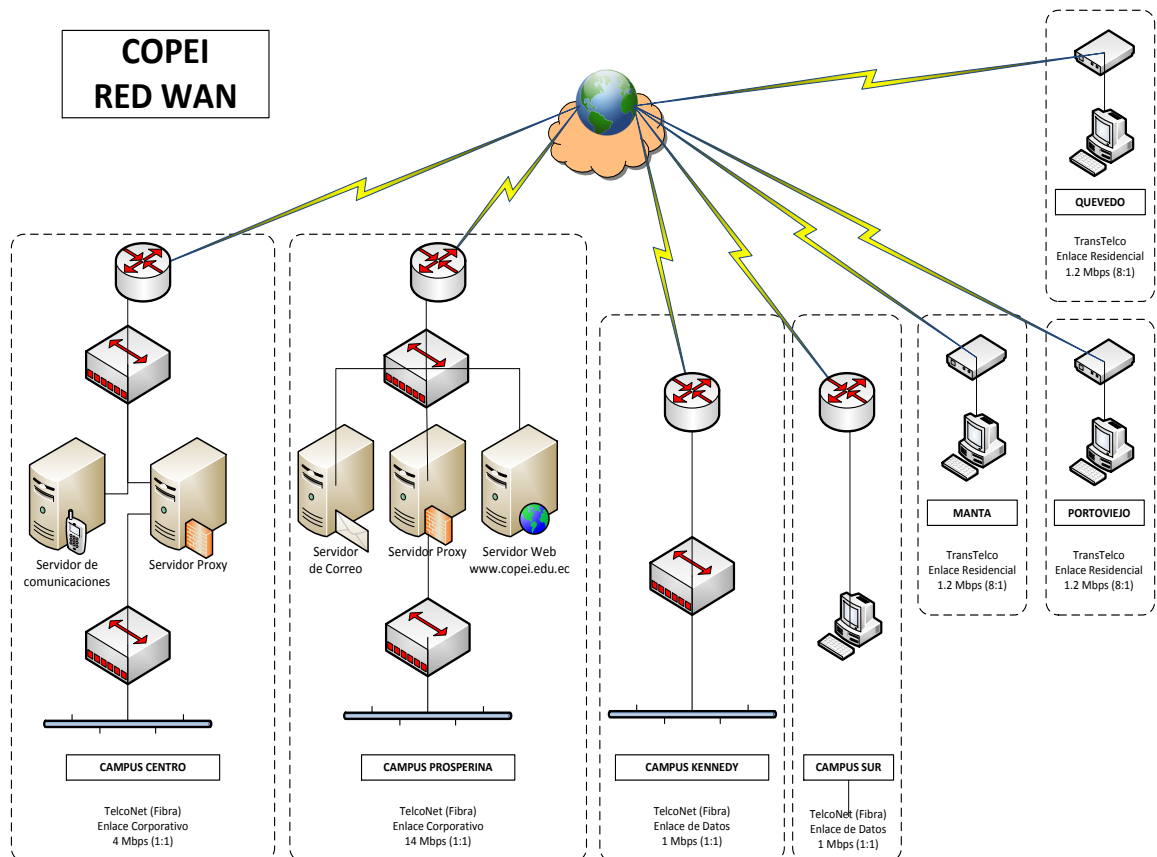 COPEI
RED WAN
QUEVEDO
TransTelco
Enlace Residencial
1.2 Mbps (8:1)
Servidor de
comunicaciones
Servidor Proxy
Servidor
de Correo
Servidor Proxy
Servidor Web
www.copei.edu.ec
MANTA
TransTelco
Enlace Residencial
1.2 Mbps (8:1)
PORTOVIEJO
TransTelco
Enlace Residencial
1.2 Mbps (8:1)
CAMPUS CENTRO
TelcoNet (Fibra)
Enlace Corporativo
4 Mbps (1:1)
CAMPUS PROSPERINA
TelcoNet (Fibra)
Enlace Corporativo
14 Mbps (1:1)
CAMPUS KENNEDY
TelcoNet (Fibra)
Enlace de Datos
1 Mbps (1:1)
CAMPUS SUR
TelcoNet (Fibra)
Enlace de Datos
1 Mbps (1:1)